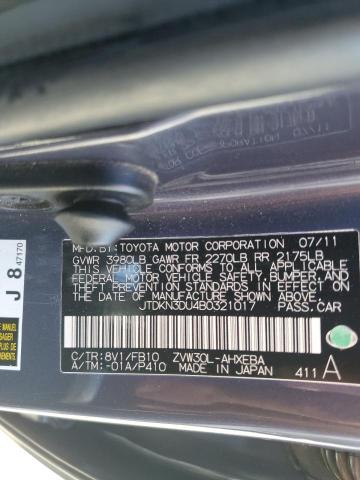 MFD.BY:TOYOTA MOTOR CORPORATION 07/11
GVWR 3980LB GAWR FR 2270LB RR 2175LB
THIS VEHICLE CONFORMS TO ALL APPLICABLE
FEDERAL MOTOR VEHICLE SAFETY, BUMPER, AND
THEFT PREVENTION STANDARDS IN EFFECT ON
THE DATE OF MANUFACTURE SHOWN ABOVE.
JTDKN3DU4B0321017 PASS.CAR
C/TR:8V1/FB10 ZVW30L-AHXEBA
A/TM:-01A/P410 MADE IN JAPAN 411 A
J 8 47170